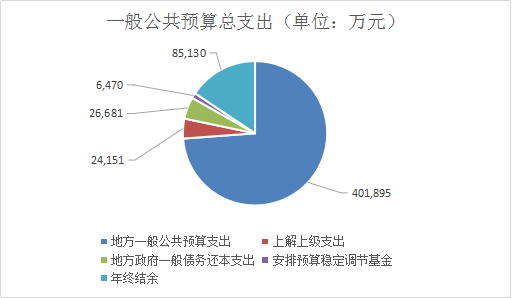 一般公共预算总支出（单位：万元）
85,130
6,470
26,681
24,151
401,895
地方一般公共预算支出 上解上级支出
地方政府一般债务还本支出 安排预算稳定调节基金
年终结余